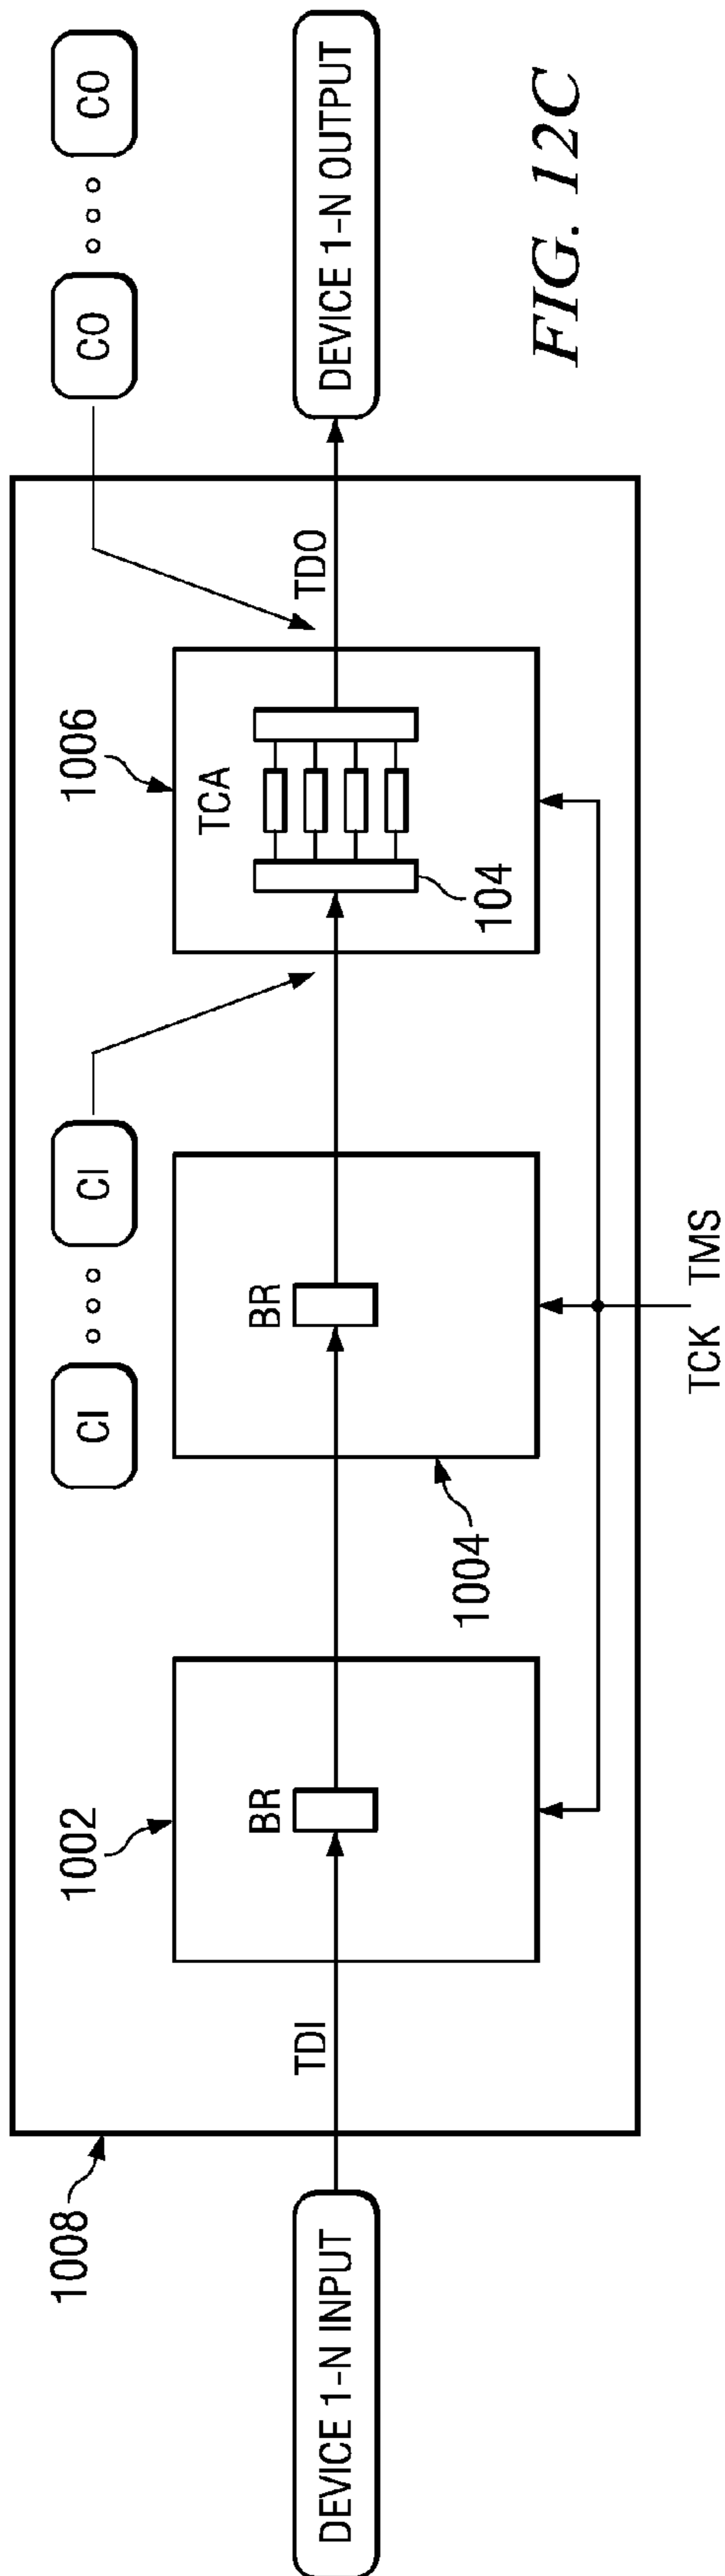 1008
1002
1004
CI
CI
1006
CO
CO
DEVICE 1-N INPUT
TDI
BR
BR
TCA
104
TDO
DEVICE 1-N OUTPUT
TCK TMS
FIG. 12C